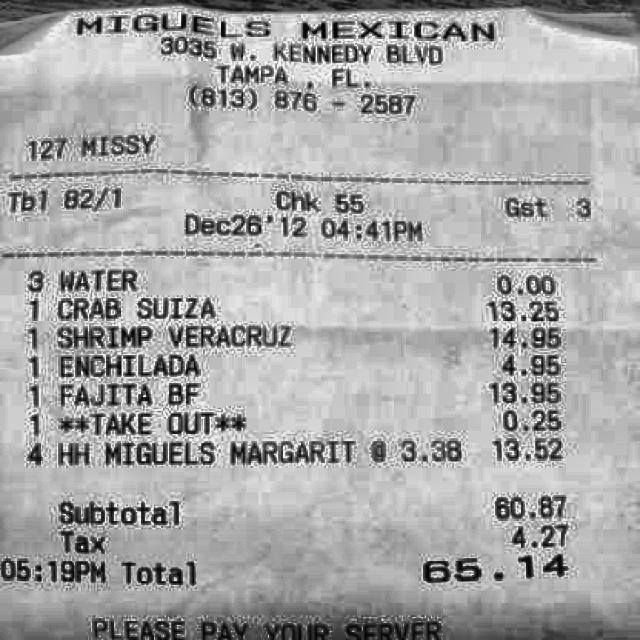 MIGUELS MEXICAN
3035 W. KENNEDY BLVD
TAMPA , FL.
(813) 876 - 2587
127 MISSY
Tbl 82/1 Chk 55 Gst 3
Dec26'12 04:41PM
3 WATER 0.00
1 CRAB SUIZA 13.25
1 SHRIMP VERACRUZ 14.95
1 ENCHILADA 4.95
1 FAJITA BF 13.95
1 **TAKE OUT** 0.25
4 HH MIGUELS MARGARIT @ 3.38 13.52
Subtotal 60.87
Tax 4.27
05:19PM Total 65.14
PLEASE PAY YOUR SERVER